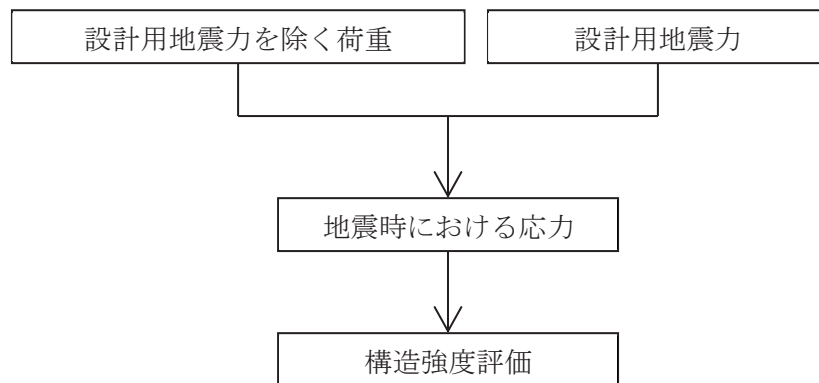 設計用地震力を除く荷重
設計用地震力
地震時における応力
構造強度評価